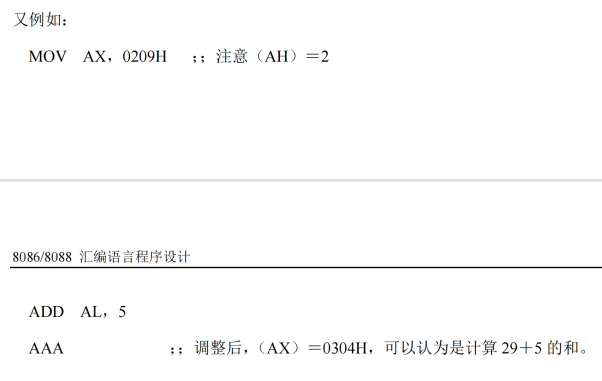 又例如：
MOV AX，0209H ；；注意（AH）＝2
8086/8088 汇编语言程序设计
ADD AL，5
AAA ；；调整后，（AX）＝0304H，可以认为是计算 29＋5 的和。